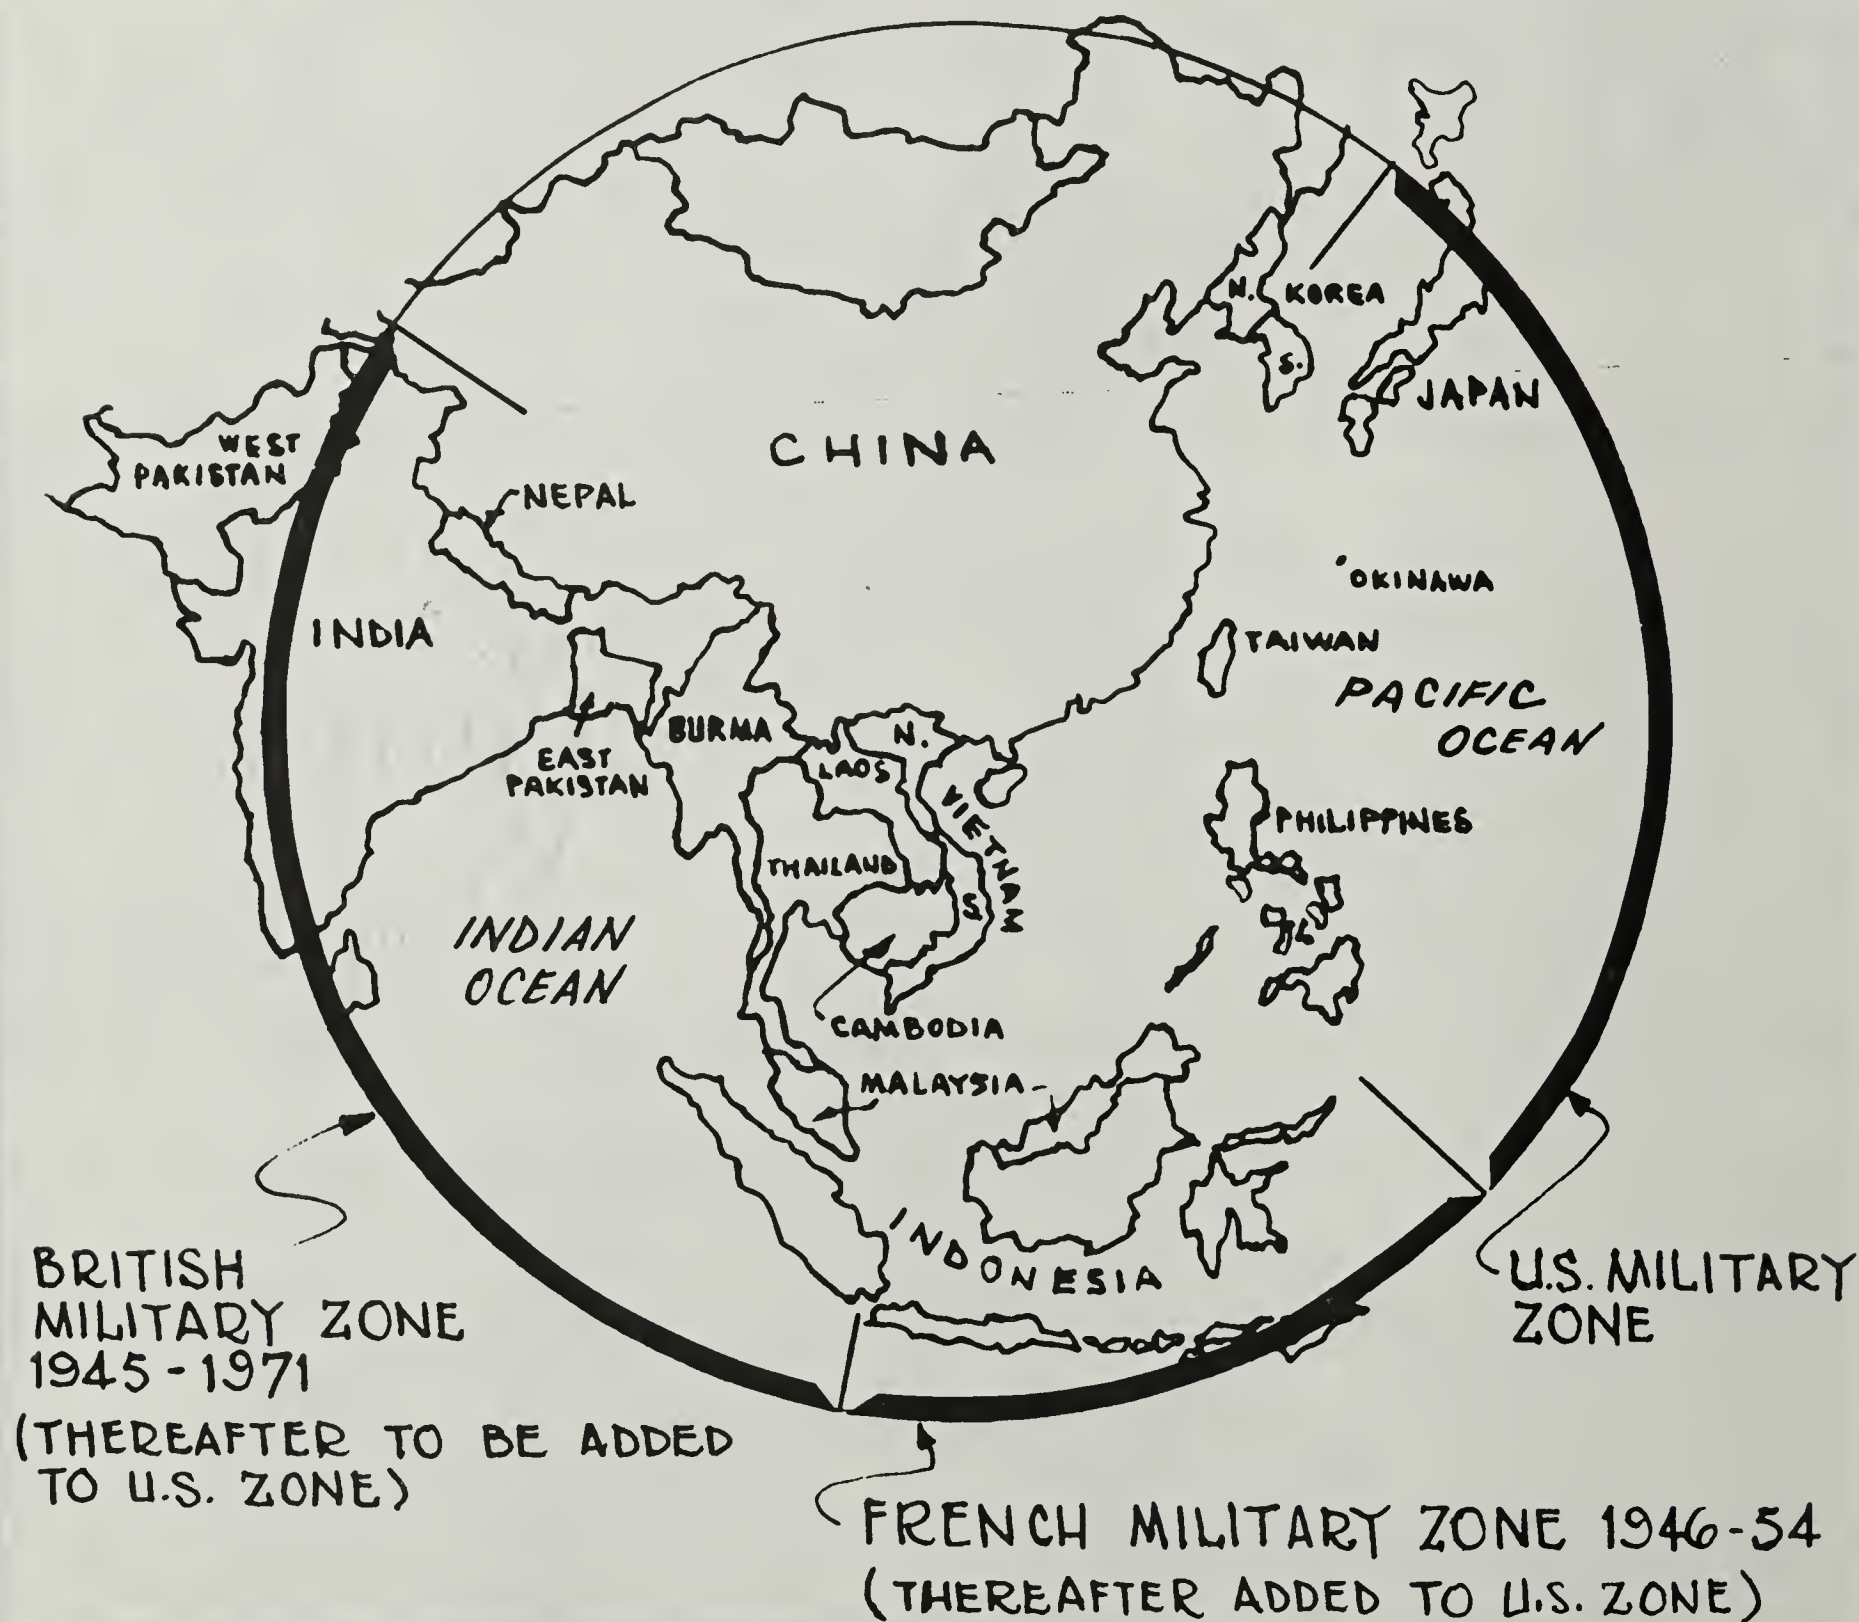 N. KOREA
S.
JAPAN
CHINA
WEST
PAKISTAN
NEPAL
OKINAWA
INDIA
TAIWAN
PACIFIC
OCEAN
BURMA
N.
EAST
PAKISTAN
LAOS
VIETNAM
PHILIPPINES
THAILAND
S.
INDIAN
OCEAN
CAMBODIA
MALAYSIA
INDONESIA
BRITISH
MILITARY ZONE
1945-1971
(THEREAFTER TO BE ADDED
TO U.S. ZONE)
U.S. MILITARY
ZONE
FRENCH MILITARY ZONE 1946-54
(THEREAFTER ADDED TO U.S. ZONE)